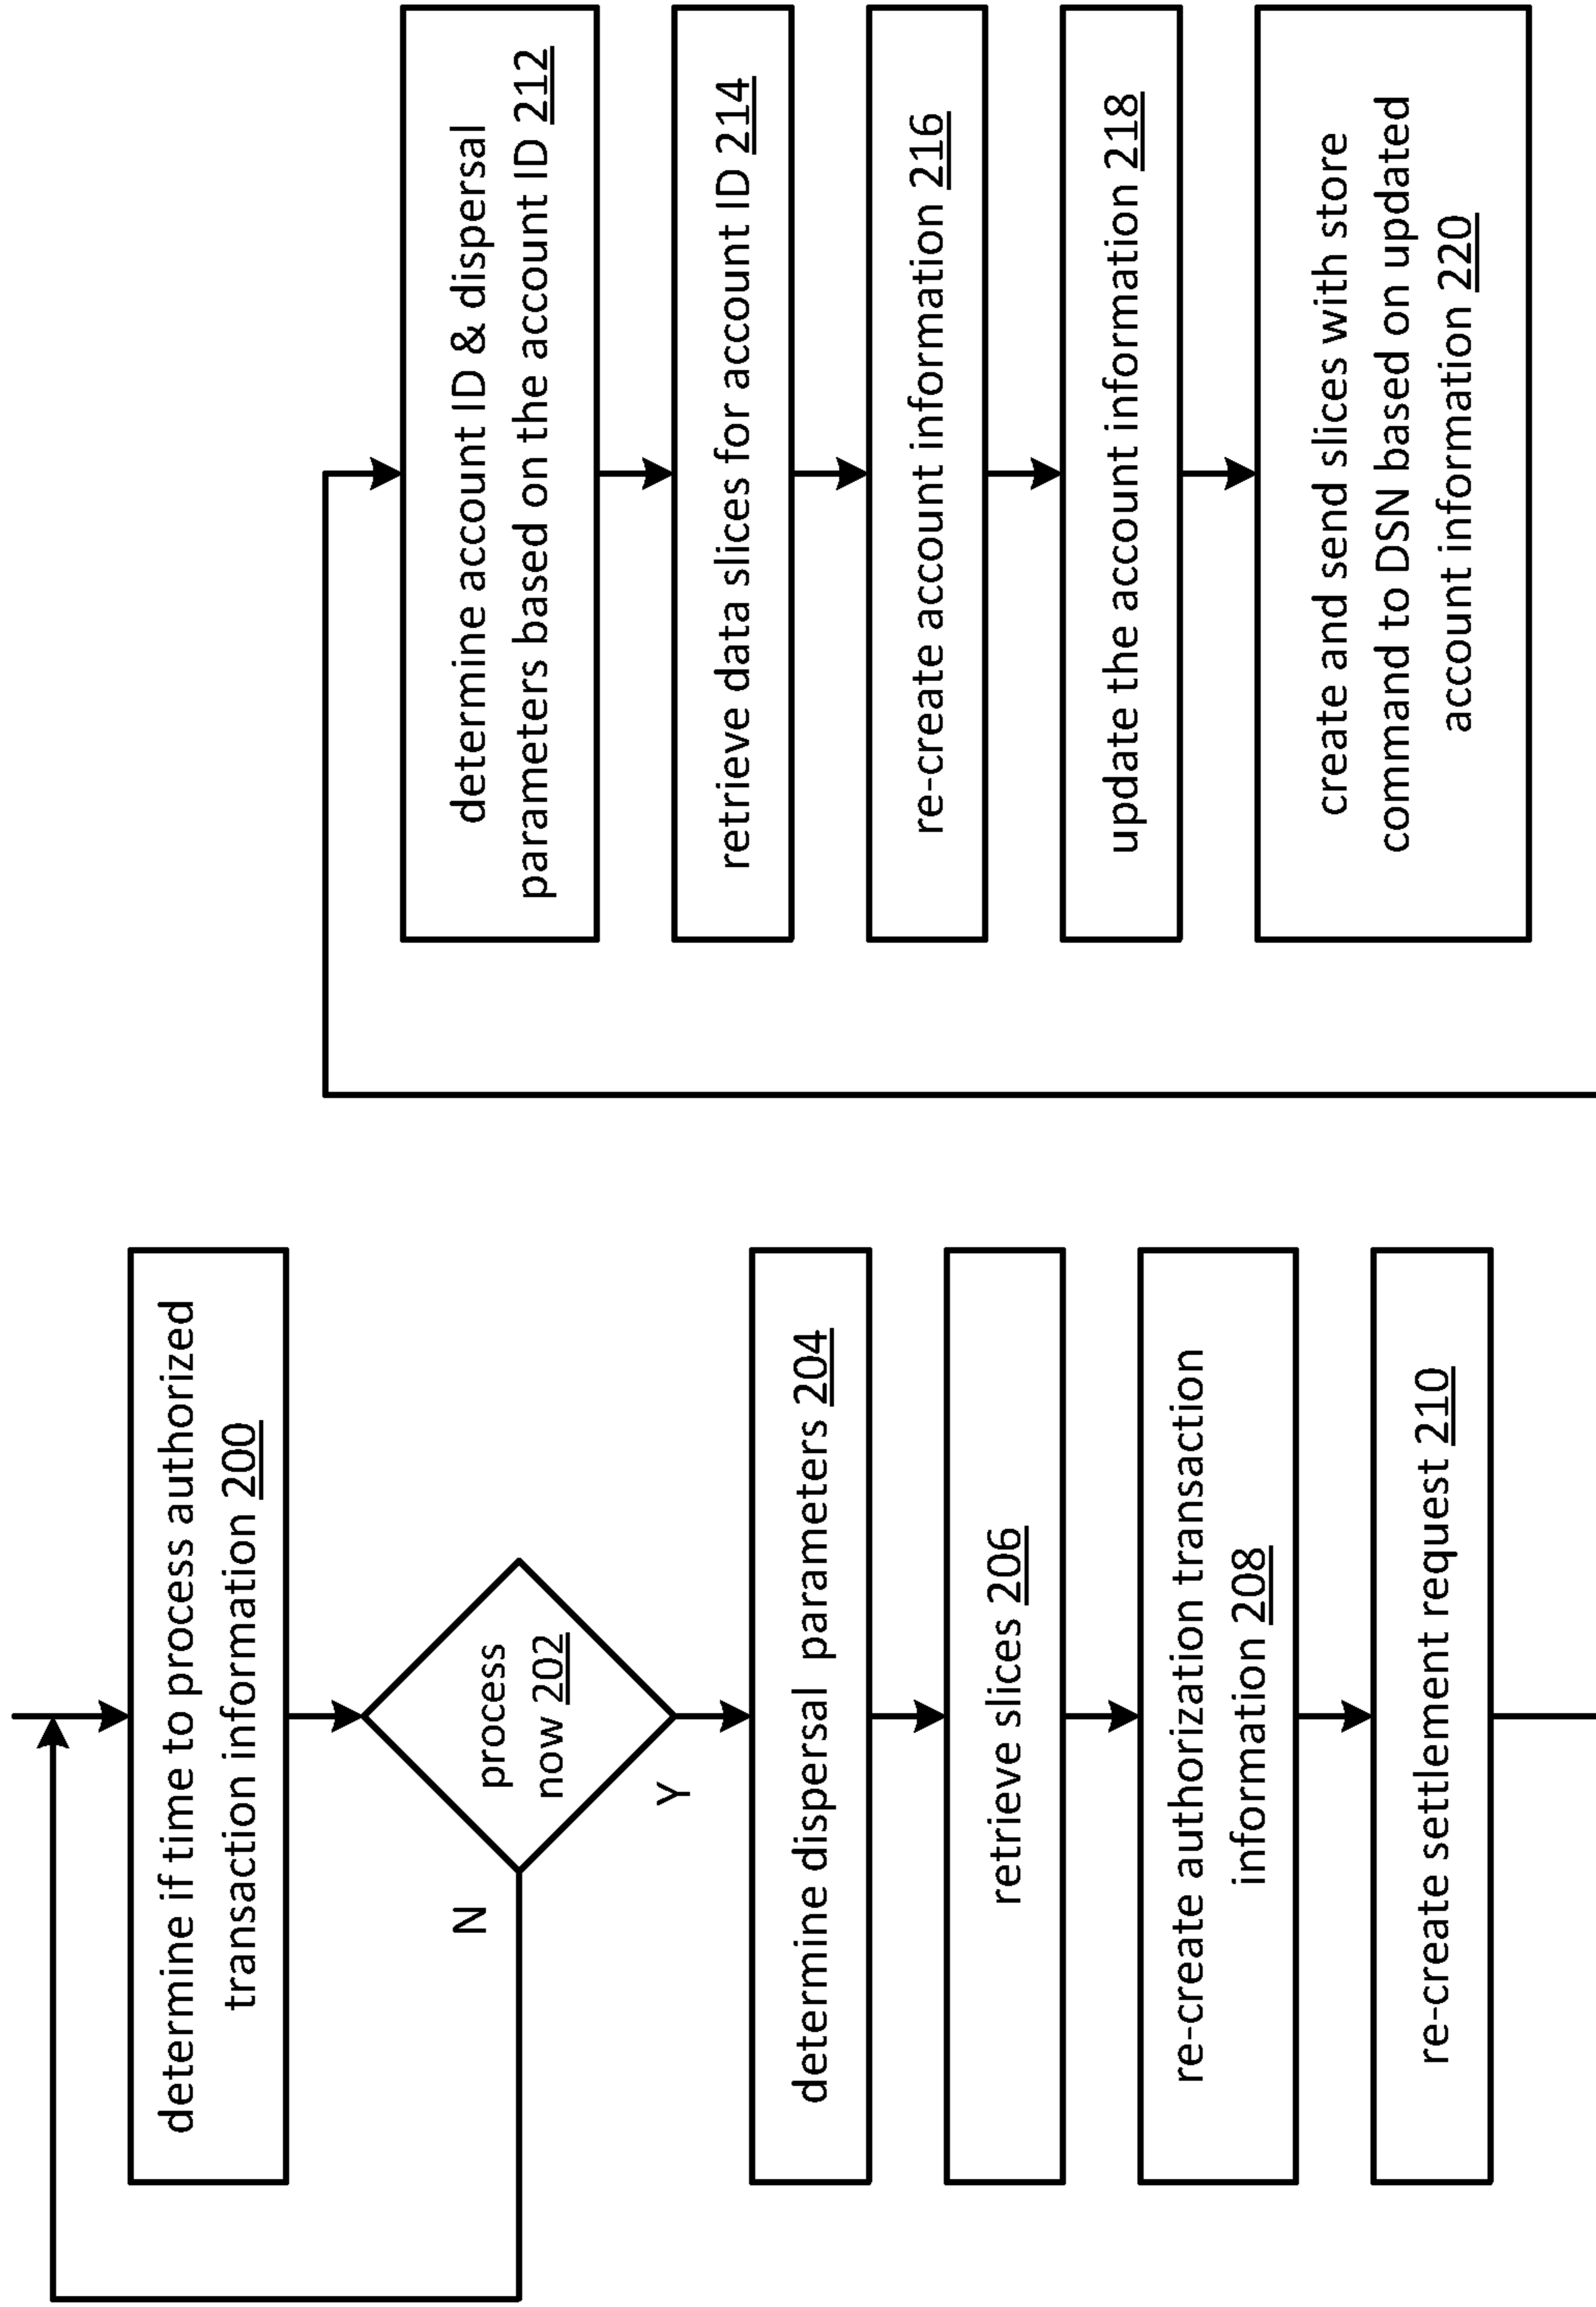 determine if time to process authorized
transaction information 200
process
now 202
N
Y
determine dispersal  parameters 204
retrieve slices 206
re-create authorization transaction
information 208
re-create settlement request 210
determine account ID & dispersal
parameters based on the account ID 212
retrieve data slices for account ID 214
re-create account information 216
update the account information 218
create and send slices with store
command to DSN based on updated
account information 220